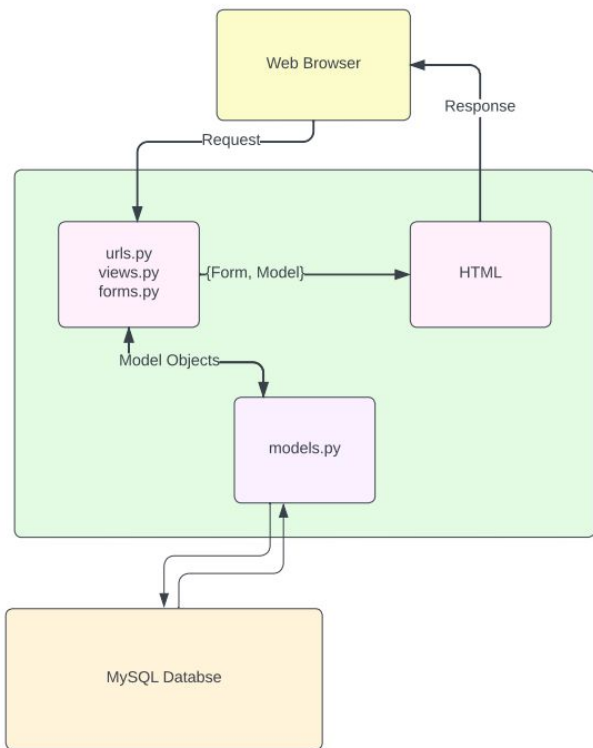 Web Browser
Response
Request
urls.py
views.py
forms.py
{Form, Model}
HTML
Model Objects
models.py
MySQL Databse